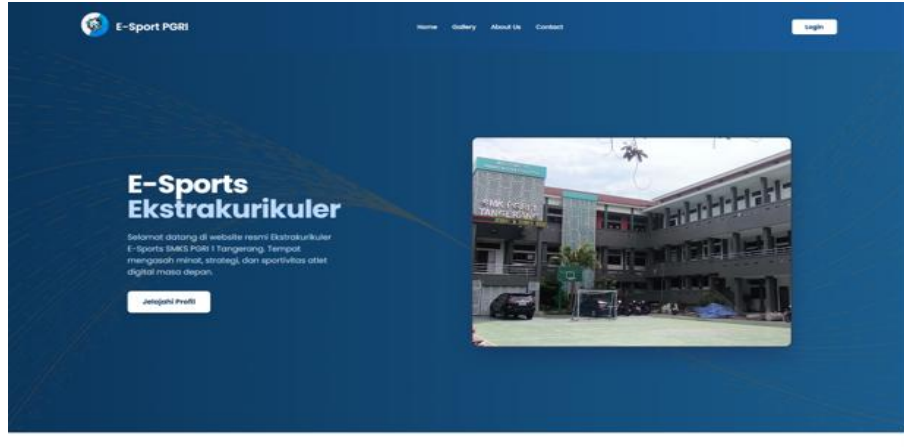 E-Sport PGRI
Home Gallery About Us Contact
Login
E-Sports
Ekstrakurikuler
Selamat datang di website resmi Ekstrakurikuler
E-Sports SMKS PGRI 1 Tangerang. Tempat
mengasah minat, strategi, dan sportivitas atlet
digital masa depan.
Jelajahi Profil
SMK PGRI 1
TANGERANG